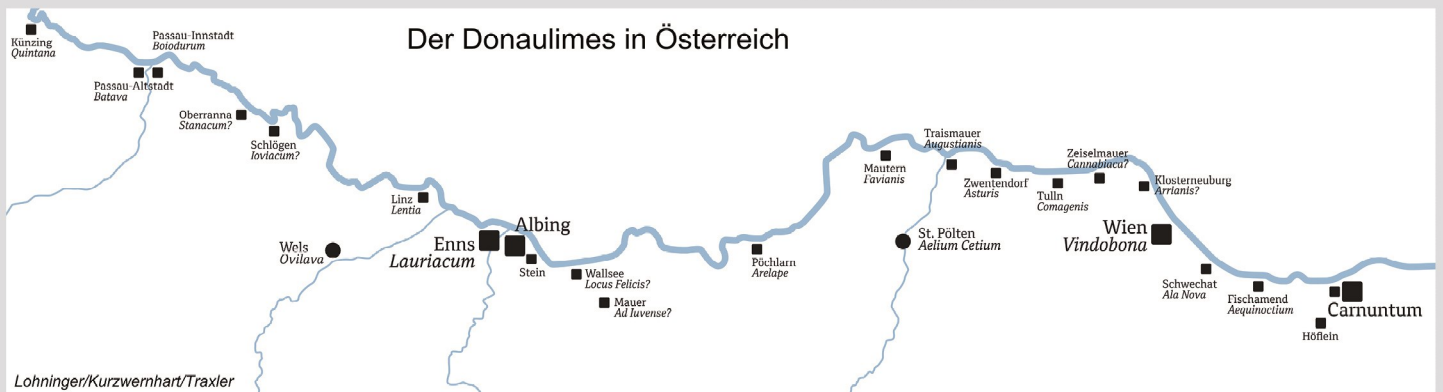 Der Donaulimes in Österreich
Künzing
Quintana
Passau-Innstadt
Boiodurum
Passau-Altstadt
Batava
Oberranna
Stanacum?
Schlögen
Ioviacum?
Linz
Lentia
Wels
Ovilava
Enns
Lauriacum
Albing
Stein
Wallsee
Locus Felicis?
Mauer
Ad Iuvense?
Pöchlarn
Arelape
Mautern
Favianis
Traismauer
Augustianis
St. Pölten
Aelium Cetium
Zwentendorf
Asturis
Tulln
Comagenis
Zeiselmauer
Cannabiaca?
Klosterneuburg
Arrianis?
Wien
Vindobona
Schwechat
Ala Nova
Fischamend
Aequinoctium
Carnuntum
Höflein
Lohninger/Kurzwernhart/Traxler